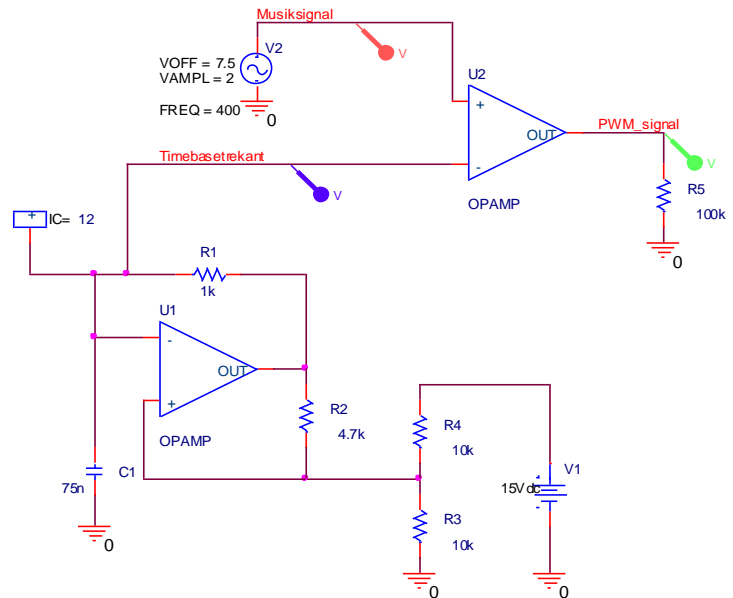 Musiksignal
V2
VOFF = 7.5
VAMPL = 2
FREQ = 400
0
V
U2
+
-
OUT
OPAMP
PWM_signal
V
R5
100k
0
Timebasetrekant
V
+
IC= 12
R1
1k
U1
-
OUT
+
OPAMP
R2
4.7k
R4
10k
V1
15Vdc
C1
75n
R3
10k
0
0
0